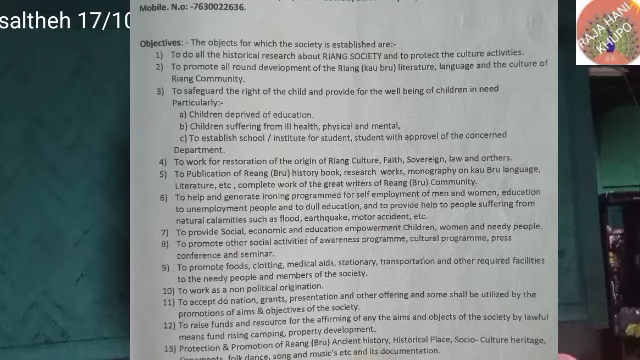 Mobile. N.o: -7630022636.
saltheh 17/10
RAJA HANI
KVLPO
Objectives: - The objects for which the society is established are:-
1) To do all the historical research about RIANG SOCIETY and to protect the culture activities.
2) To promote all round development of the Riang (kau bru) literature, language and the culture of
Riang Community.
3) To safeguard the right of the child and provide for the well being of children in need
Particularly:-
a) Children deprived of education.
b) Children suffering from ill health, physical and mental,
c) To establish school / institute for student, student with approvel of the concerned
Department.
4) To work for restoration of the origin of Riang Culture, Faith, Sovereign, law and orthers.
5) To Publication of Reang (Bru) history book, research works, monography on kau Bru language,
Literature, etc , complete work of the great writers of Reang (Bru) Community.
6) To help and generate ironing programmed for self employment of men and women, education
to unemployment people and to dull education, and to provide help to people suffering from
natural calamities such as flood, earthquake, motor accident, etc.
7) To provide Social, economic and education empowerment Children, women and needy people.
8) To promote other social activities of awareness programme, cultural programme, press
conference and seminar.
9) To promote foods, clotting, medical aids, stationary, transportation and other required facilities
to the needy people and members of the society.
10) To work as a non political origination.
11) To accept do nation, grants, presentation and other offering and some shall be utilized by the
promotions of aims & objectives of the society.
12) To raise funds and resource for the affirming of any the aims and objects of the society by lawful
means fund rising camping, property development.
13) Protection & Promotion of Reang (Bru) Ancient history, Historical Place, Socio- Culture heritage,
folk dance, song and music's etc and its documentation.